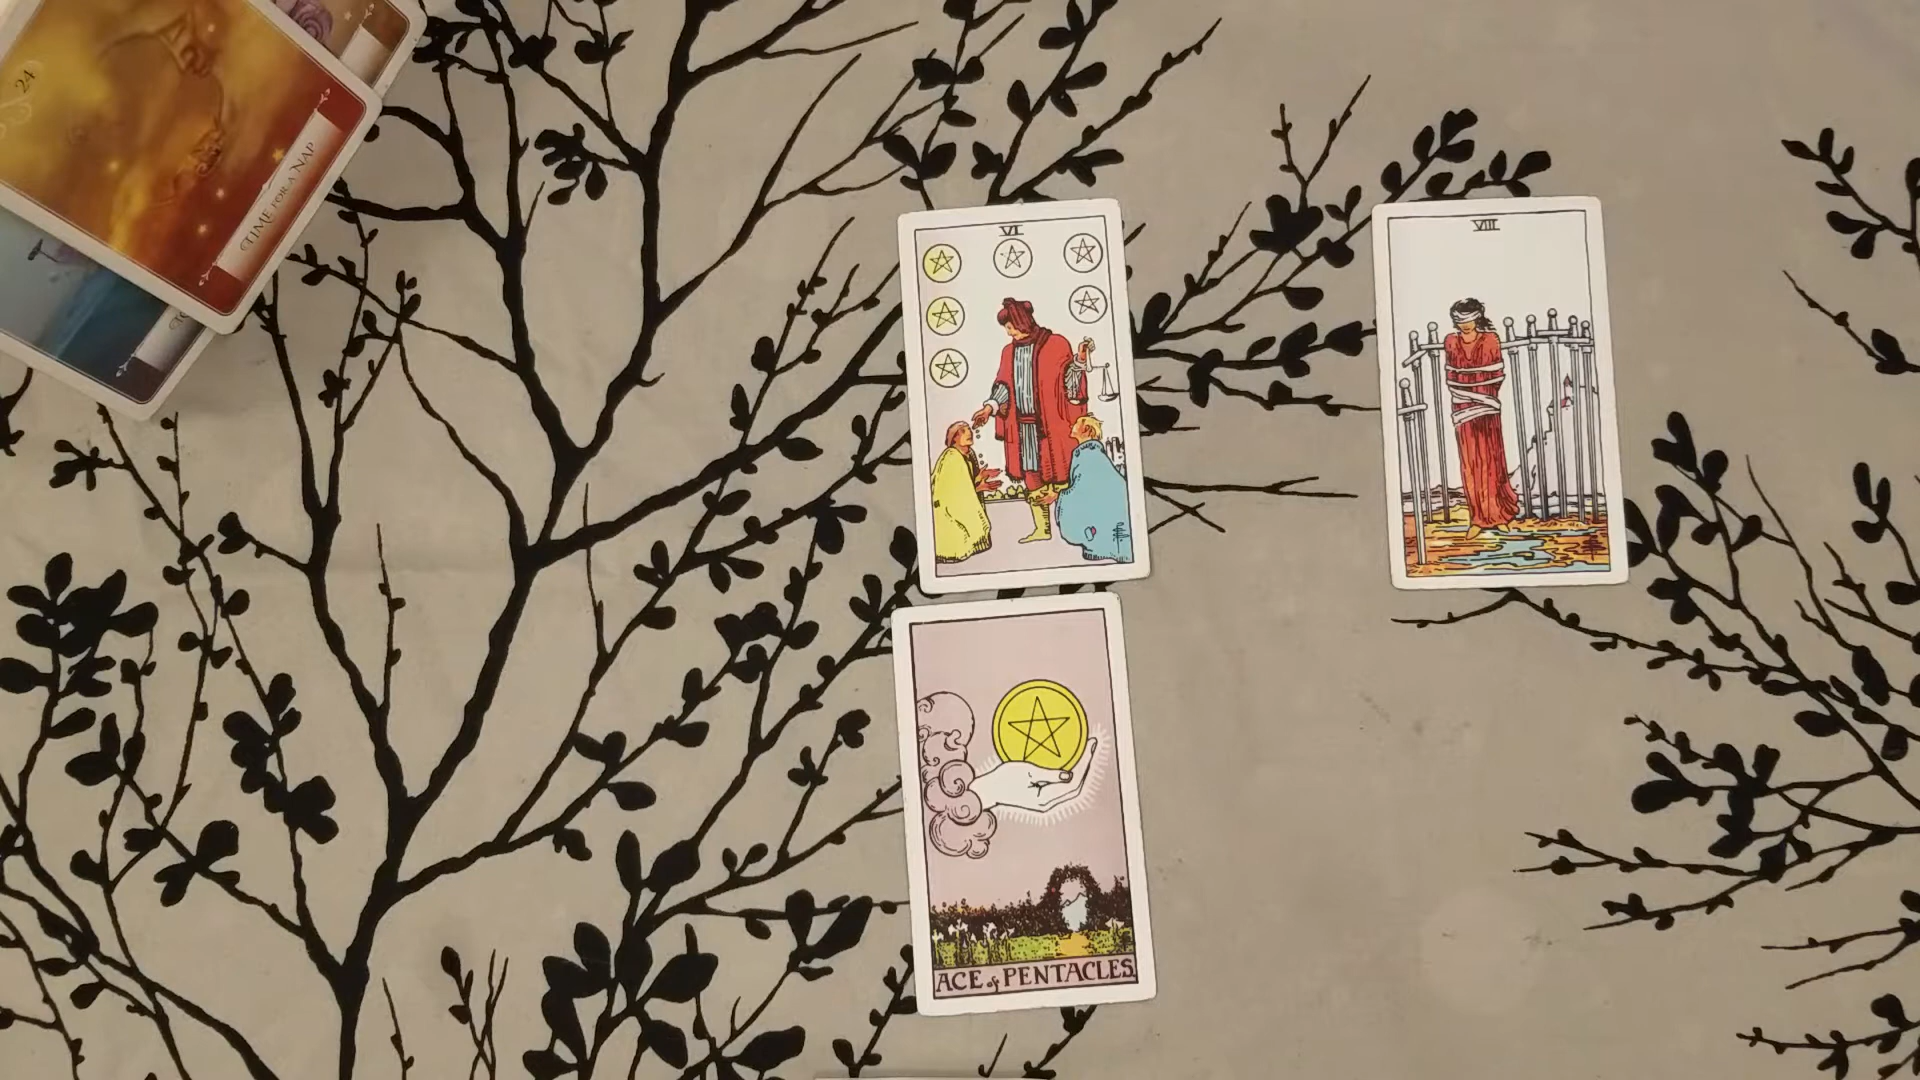 24
TIME FOR A NAP
VI
VIII
ACE of PENTACLES.